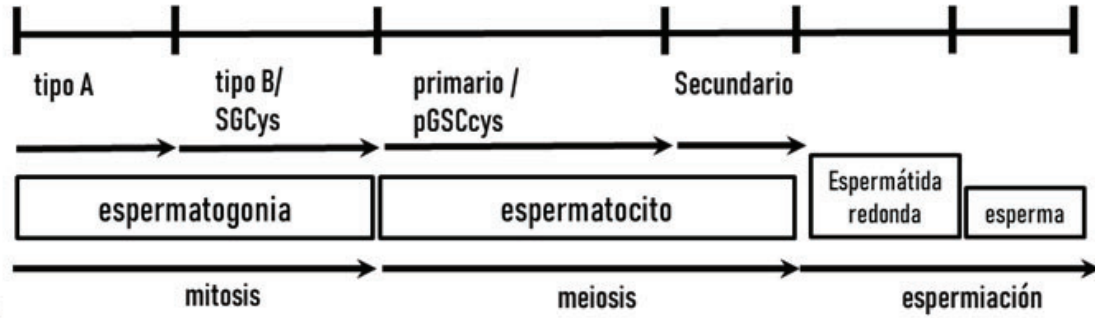 tipo A
tipo B/
SGCys
primario /
pGSCcys
Secundario
espermatogonia
espermatocito
Espermátida
redonda
esperma
mitosis
meiosis
espermiación